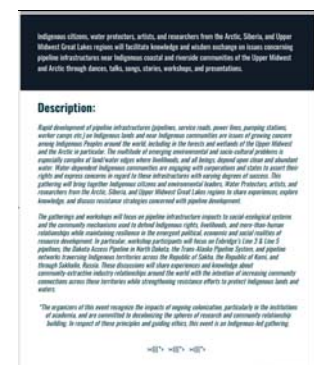 Indigenous citizens, water protectors, artists, and researchers from the Arctic, Siberia, and Upper
Midwest Great Lakes regions will facilitate knowledge and wisdom exchange on issues concerning
pipeline infrastructures near Indigenous coastal and riverside communities of the Upper Midwest
and Arctic through dances, talks, songs, stories, workshops, and presentations.
Description:
Rapid development of pipeline infrastructures (pipelines, service roads, power lines, pumping stations,
worker camps etc.) on Indigenous lands and near Indigenous communities are issues of growing concern
among Indigenous Peoples around the world, including in the forests and wetlands of the Upper Midwest
and the Arctic in particular. The multitude of emerging environmental and socio-cultural problems is
especially complex at land/water edges where livelihoods, and all beings, depend upon clean and abundant
water. Water-dependent Indigenous communities are engaging with corporations and states to assert their
rights and express concerns in regard to these infrastructures with varying degrees of success. This
gathering will bring together Indigenous citizens and environmental leaders, Water Protectors, artists, and
researchers from the Arctic, Siberia, and Upper Midwest Great Lakes regions to share experiences, explore
knowledge, and discuss resistance strategies concerned with pipeline development.
The gatherings and workshops will focus on pipeline infrastructure impacts to social-ecological systems
and the community mechanisms used to defend Indigenous rights, livelihoods, and more-than-human
relationships while maintaining resilience in the emergent political, economic and social realities of
resource development. In particular, workshop participants will focus on Enbridge's Line 3 & Line 5
pipelines, the Dakota Access Pipeline in North Dakota, the Trans-Alaska Pipeline System, and pipeline
networks traversing Indigenous territories across the Republic of Sakha, the Republic of Komi, and
through Sakhalin, Russia. These discussions will share experiences and knowledge about
community-extractive industry relationships around the world with the intention of increasing community
connections across these territories while strengthening resistance efforts to protect Indigenous lands and
waters.
*The organizers of this event recognize the impacts of ongoing colonization, particularly in the institutions
of academia, and are committed to decolonizing the spheres of research and community relationship
building. In respect of these principles and guiding ethics, this event is an Indigenous-led gathering.